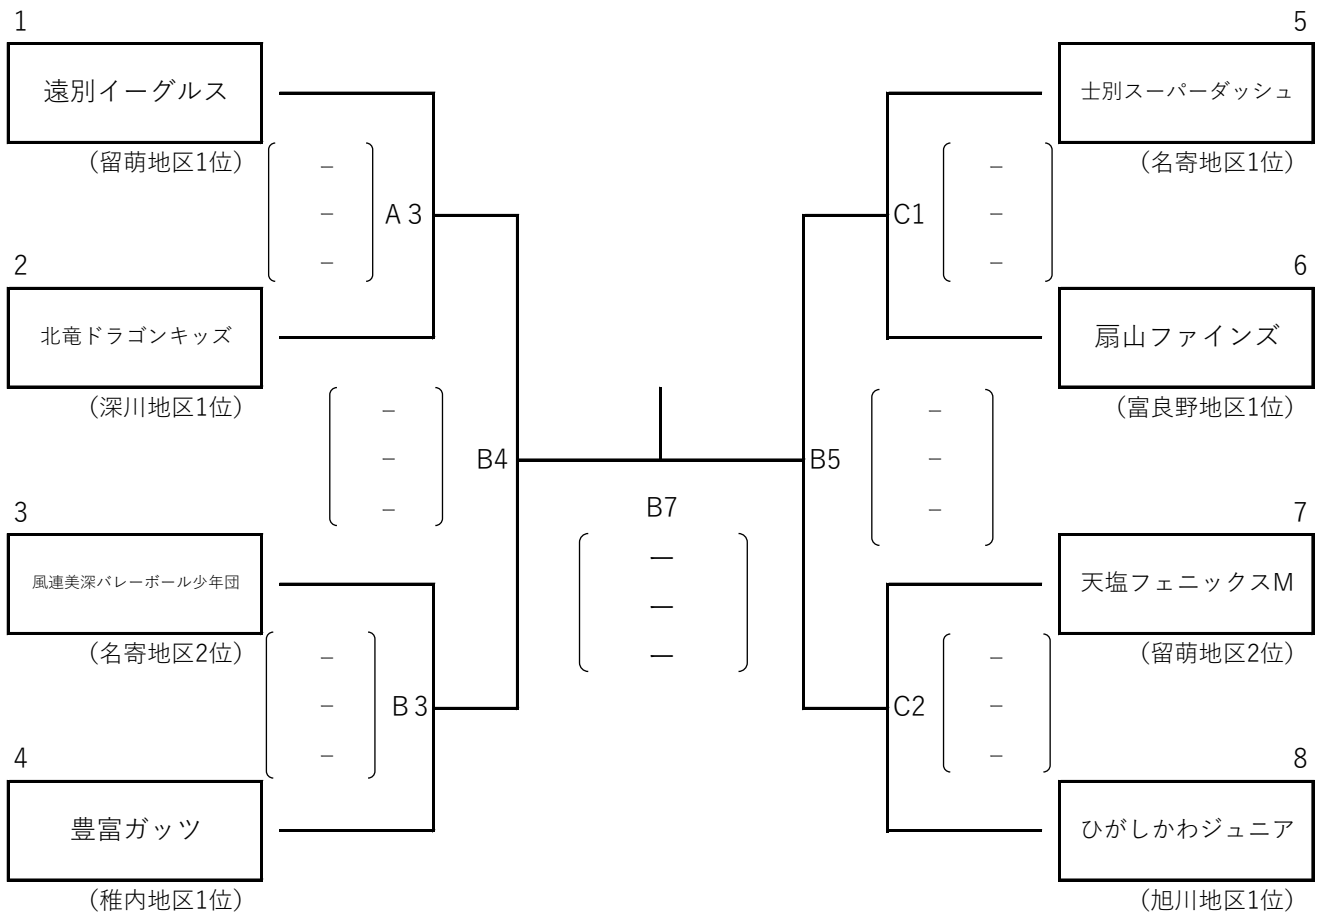 1
遠別イーグルス
(留萌地区1位)
－
－
－
A 3
2
北竜ドラゴンキッズ
(深川地区1位)
－
－
－
B4
3
風連美深バレーボール少年団
(名寄地区2位)
－
－
－
B 3
4
豊富ガッツ
(稚内地区1位)
B7
－
－
－
5
士別スーパーダッシュ
(名寄地区1位)
C1
－
－
－
6
扇山ファインズ
(富良野地区1位)
B5
－
－
－
7
天塩フェニックスM
(留萌地区2位)
C2
－
－
－
8
ひがしかわジュニア
(旭川地区1位)